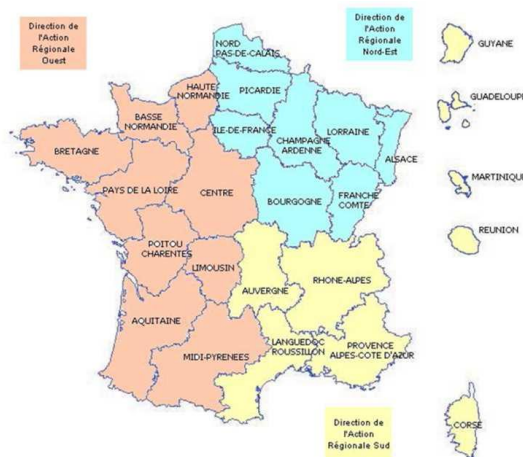 Direction de
l'Action
Régionale
Ouest
Direction de
l'Action
Régionale
Nord-Est
NORD
PAS-DE-CALAIS
HAUTE
NORMANDIE
PICARDIE
BASSE
NORMANDIE
ILE-DE-FRANCE
CHAMPAGNE
ARDENNE
LORRAINE
ALSACE
BRETAGNE
PAYS DE LA LOIRE
CENTRE
BOURGOGNE
FRANCHE
COMTE
POITOU
CHARENTES
LIMOUSIN
AUVERGNE
RHONE-ALPES
AQUITAINE
MIDI-PYRENEES
LANGUEDOC
ROUSSILLON
PROVENCE
ALPES-COTE D'AZUR
GUYANE
GUADELOUPE
MARTINIQUE
REUNION
CORSE
Direction de
l'Action
Régionale Sud